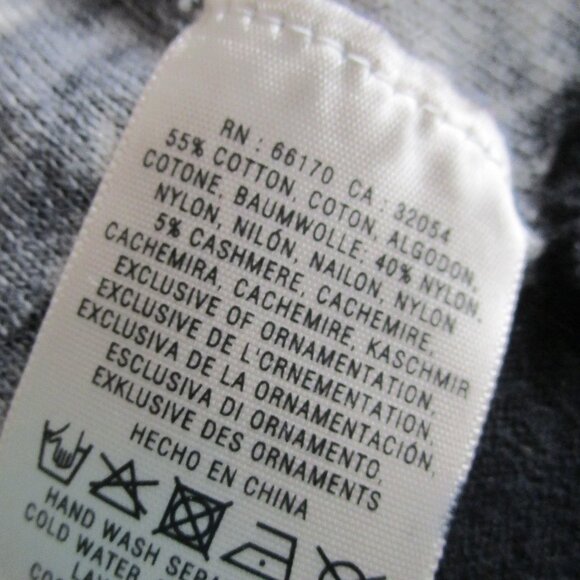 RN : 66170 CA : 32054
55% COTTON, COTON, ALGODON,
COTONE, BAUMWOLLE, 40% NYLON,
NYLON, NILÓN, NAILON, NYLON
5% CASHMERE, CACHEMIRE,
CACHEMIRA, CACHEMIRE, KASCHMIR
EXCLUSIVE OF ORNAMENTATION,
EXCLUSIVE DE L'ORNEMENTATION,
EXCLUSIVA DE LA ORNAMENTACIÓN,
ESCLUSIVA DI ORNAMENTO,
EXKLUSIVE DES ORNAMENTS
HECHO EN CHINA
HAND WASH
COLD WATER